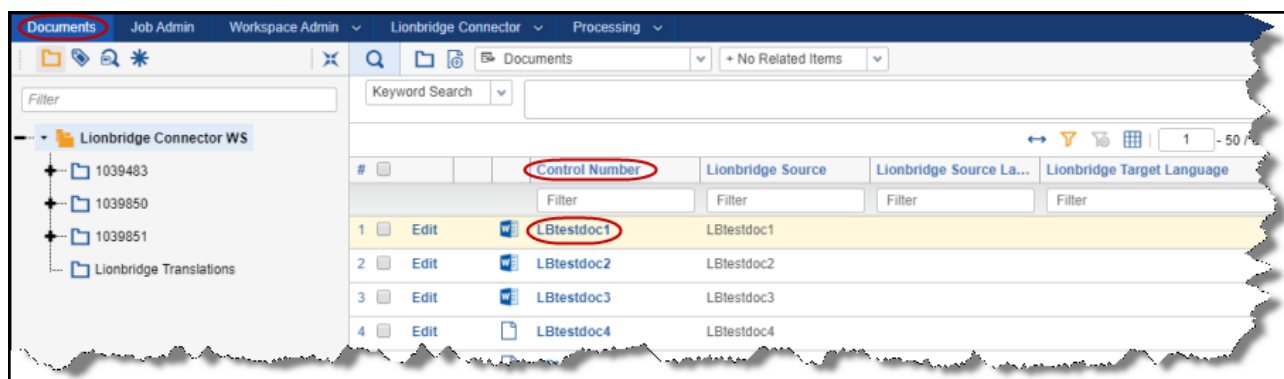 Documents Job Admin Workspace Admin Lionbridge Connector Processing
Documents + No Related Items
Filter
Keyword Search
Lionbridge Connector WS
1 - 50 /
1039483
# Control Number Lionbridge Source Lionbridge Source La... Lionbridge Target Language
1039850
Filter Filter Filter Filter
1039851
1 Edit LBtestdoc1 LBtestdoc1
Lionbridge Translations
2 Edit LBtestdoc2 LBtestdoc2
3 Edit LBtestdoc3 LBtestdoc3
4 Edit LBtestdoc4 LBtestdoc4